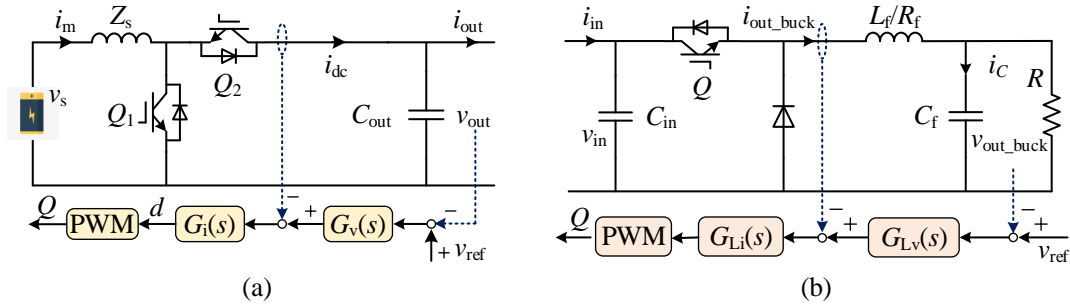 i_m Z_s i_out
Q_2 i_dc
v_s Q_1 C_out v_out
Q PWM d G_i(s) − + G_v(s) −
+ v_ref
(a)
i_in i_out_buck L_f/R_f
Q i_C R
v_in C_in C_f v_out_buck
Q PWM G_Li(s) − + G_Lv(s) − +
v_ref
(b)